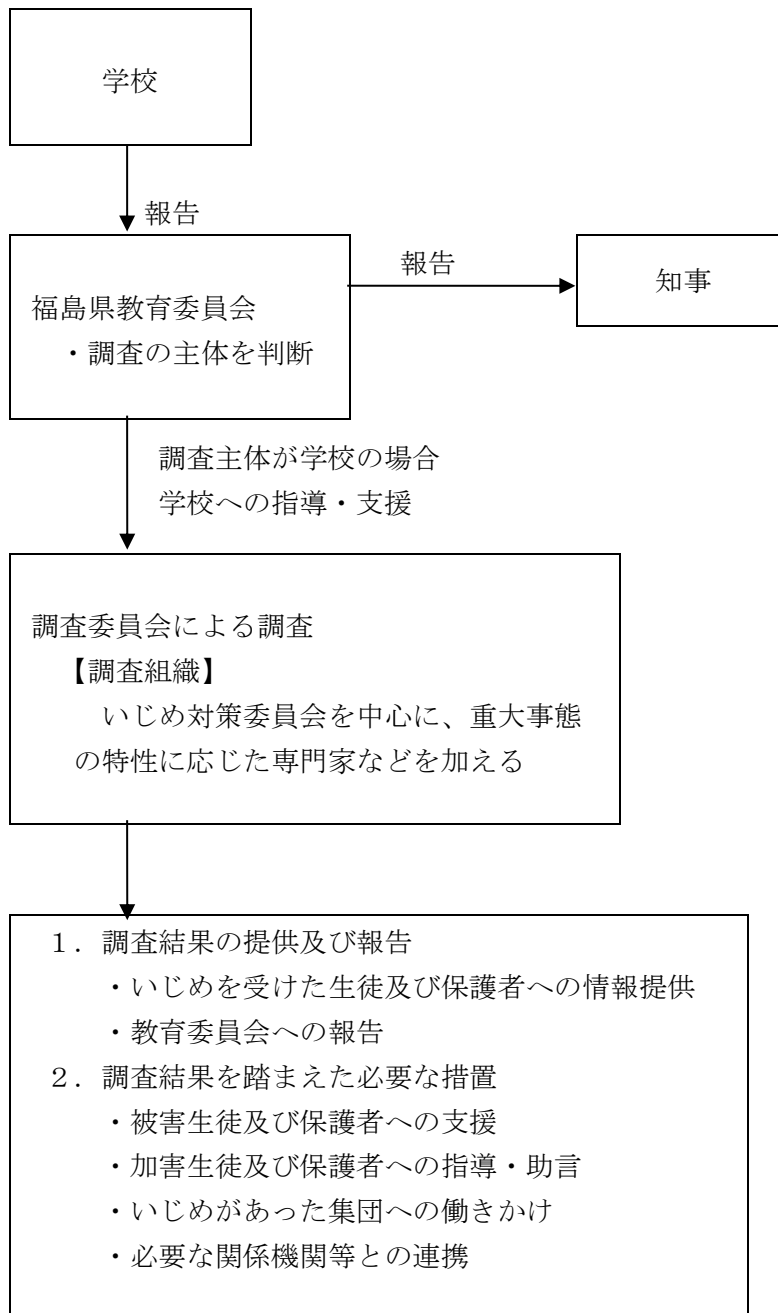 学校
報告
福島県教育委員会
・調査の主体を判断
報告
知事
調査主体が学校の場合
学校への指導・支援
調査委員会による調査
【調査組織】
いじめ対策委員会を中心に、重大事態
の特性に応じた専門家などを加える
１．調査結果の提供及び報告
・いじめを受けた生徒及び保護者への情報提供
・教育委員会への報告
２．調査結果を踏まえた必要な措置
・被害生徒及び保護者への支援
・加害生徒及び保護者への指導・助言
・いじめがあった集団への働きかけ
・必要な関係機関等との連携